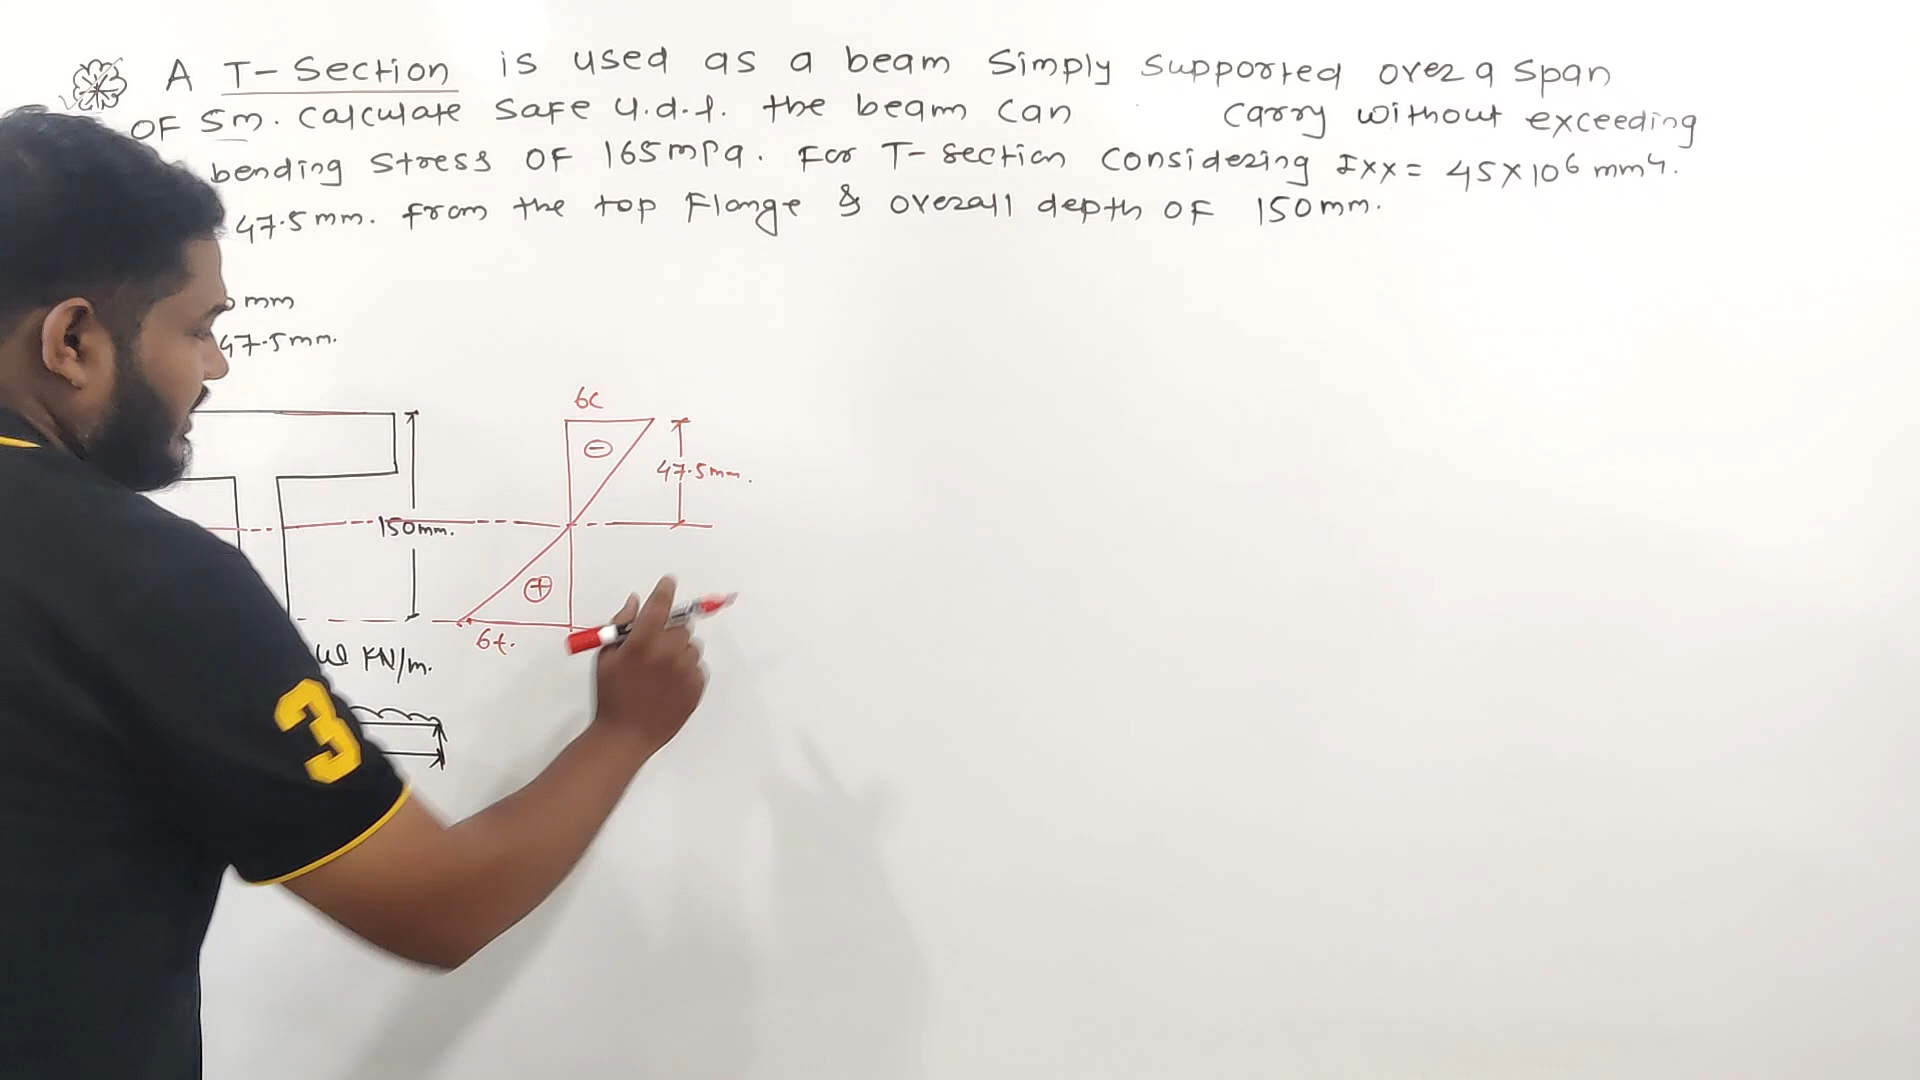 A T-Section is used as a beam Simply supported over a span
OF 5m. calculate safe u.d.l. the beam can carry without exceeding
bending stress OF 165mpa. For T-section considering Ixx = 45X10⁶ mm⁴.
47.5mm. from the top Flange & overall depth OF 150mm.
mm
47.5mm.
6c
⊖
47.5mm.
150mm.
⊕
6t.
KN/m.
3